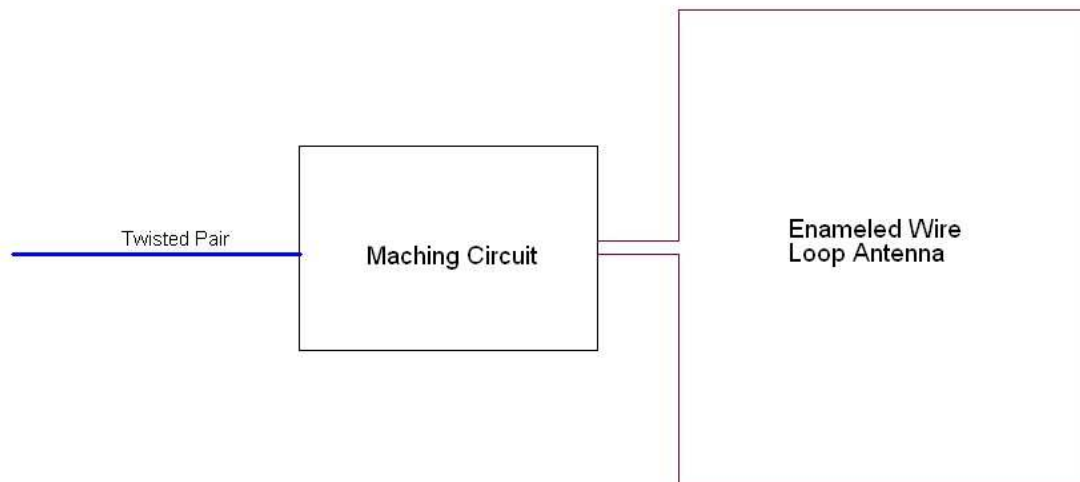 Twisted Pair
Maching Circuit
Enameled Wire
Loop Antenna